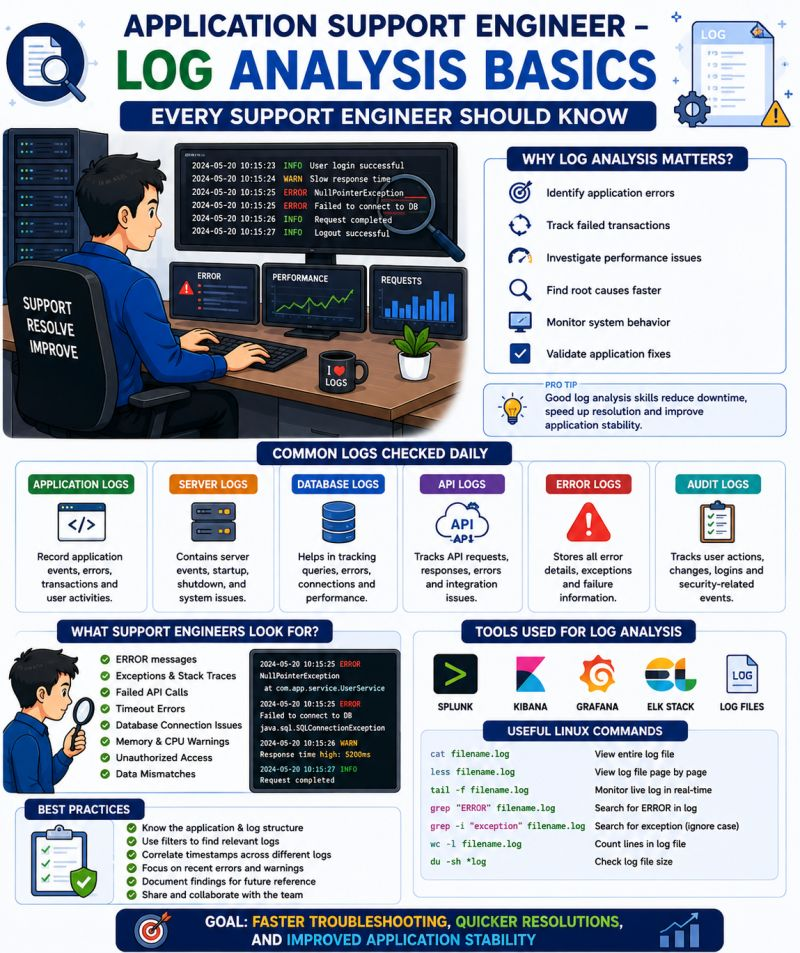 APPLICATION SUPPORT ENGINEER –
LOG ANALYSIS BASICS
EVERY SUPPORT ENGINEER SHOULD KNOW
LOG
2024-05-20 10:15:23 INFO User login successful
2024-05-20 10:15:24 WARN Slow response time
2024-05-20 10:15:25 ERROR NullPointerException
2024-05-20 10:15:25 ERROR Failed to connect to DB
2024-05-20 10:15:26 INFO Request completed
2024-05-20 10:15:27 INFO Logout successful
ERROR
PERFORMANCE
REQUESTS
SUPPORT
RESOLVE
IMPROVE
I ❤
LOGS
WHY LOG ANALYSIS MATTERS?
Identify application errors
Track failed transactions
Investigate performance issues
Find root causes faster
Monitor system behavior
Validate application fixes
PRO TIP
Good log analysis skills reduce downtime,
speed up resolution and improve
application stability.
COMMON LOGS CHECKED DAILY
APPLICATION LOGS
</>
Record application
events, errors,
transactions and
user activities.
SERVER LOGS
Contains server
events, startup,
shutdown, and
system issues.
DATABASE LOGS
Helps in tracking
queries, errors,
connections and
performance.
API LOGS
API
API
Tracks API requests,
responses, errors
and integration
issues.
ERROR LOGS
Stores all error
details, exceptions
and failure
information.
AUDIT LOGS
Tracks user actions,
changes, logins and
security-related
events.
WHAT SUPPORT ENGINEERS LOOK FOR?
ERROR messages
Exceptions & Stack Traces
Failed API Calls
Timeout Errors
Database Connection Issues
Memory & CPU Warnings
Unauthorized Access
Data Mismatches
2024-05-20 10:15:25 ERROR
NullPointerException
at com.app.service.UserService
2024-05-20 10:15:25 ERROR
Failed to connect to DB
java.sql.SQLConnectionException
2024-05-20 10:15:26 WARN
Response time high: 5200ms
2024-05-20 10:15:27 INFO
Request completed
TOOLS USED FOR LOG ANALYSIS
SPLUNK
KIBANA
GRAFANA
ELK STACK
LOG
LOG FILES
USEFUL LINUX COMMANDS
cat filename.log View entire log file
less filename.log View log file page by page
tail -f filename.log Monitor live log in real-time
grep "ERROR" filename.log Search for ERROR in log
grep -i "exception" filename.log Search for exception (ignore case)
wc -l filename.log Count lines in log file
du -sh *log Check log file size
BEST PRACTICES
Know the application & log structure
Use filters to find relevant logs
Correlate timestamps across different logs
Focus on recent errors and warnings
Document findings for future reference
Share and collaborate with the team
GOAL: FASTER TROUBLESHOOTING, QUICKER RESOLUTIONS,
AND IMPROVED APPLICATION STABILITY